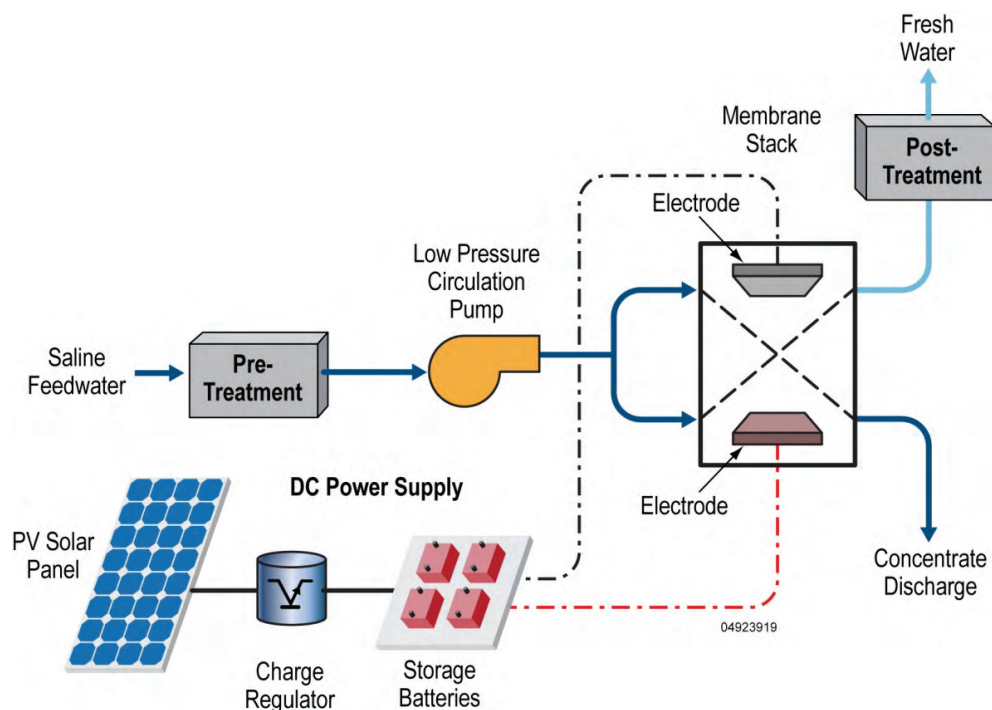 Fresh
Water
Membrane
Stack
Post-
Treatment
Electrode
Low Pressure
Circulation
Pump
Saline
Feedwater
Pre-
Treatment
DC Power Supply
Electrode
PV Solar
Panel
Concentrate
Discharge
04923919
Charge
Regulator
Storage
Batteries